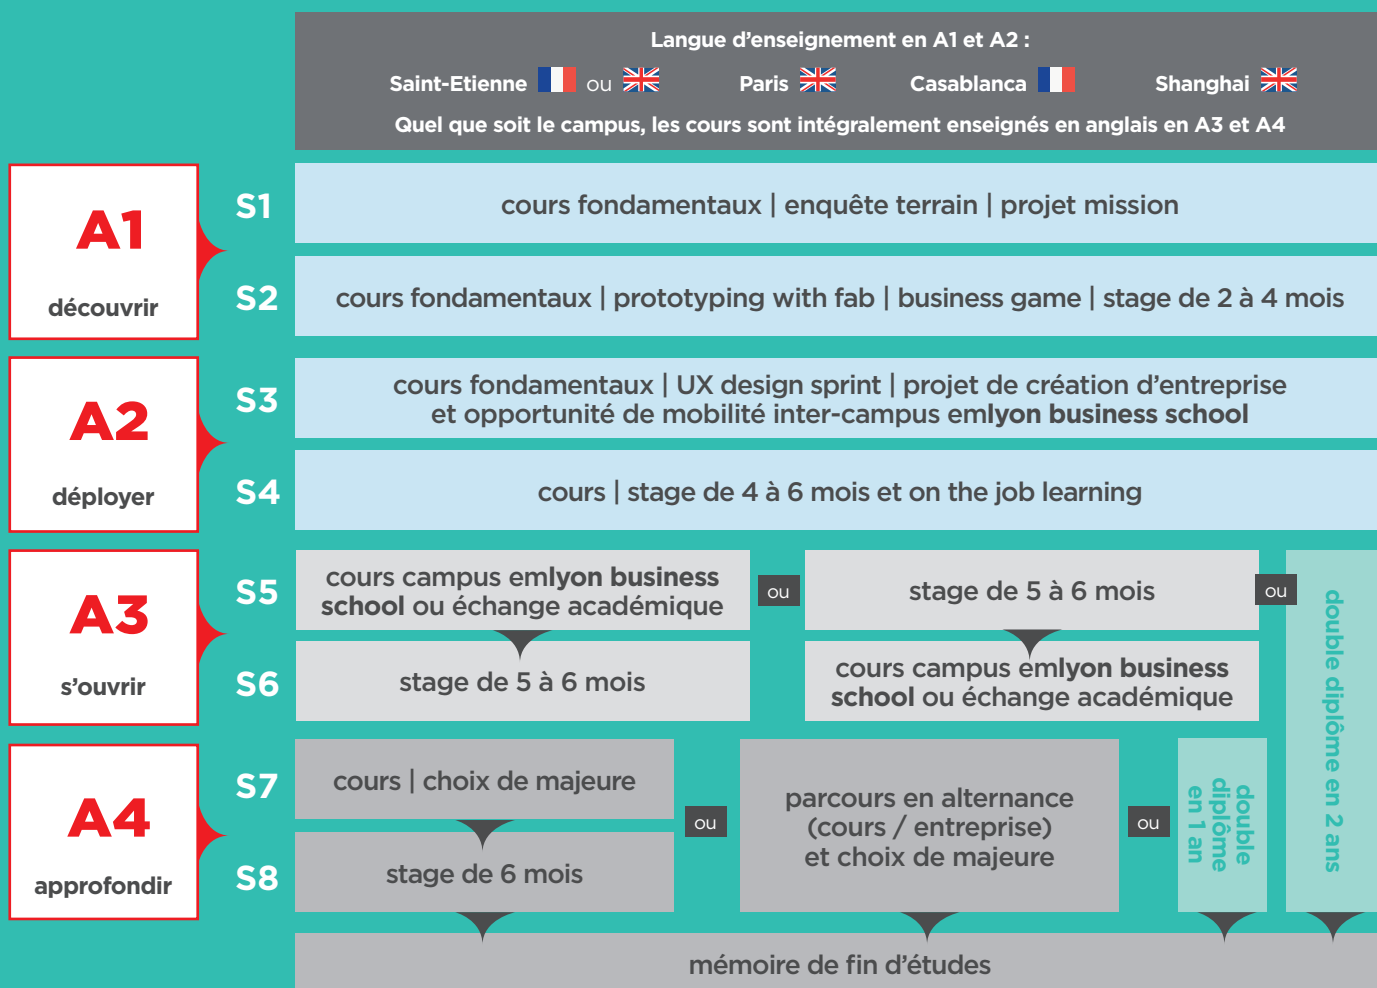 Langue d’enseignement en A1 et A2 :
Saint-Etienne ou Paris Casablanca Shanghai
Quel que soit le campus, les cours sont intégralement enseignés en anglais en A3 et A4
A1
découvrir
S1
cours fondamentaux | enquête terrain | projet mission
S2
cours fondamentaux | prototyping with fab | business game | stage de 2 à 4 mois
A2
déployer
S3
cours fondamentaux | UX design sprint | projet de création d’entreprise
et opportunité de mobilité inter-campus emlyon business school
S4
cours | stage de 4 à 6 mois et on the job learning
A3
s’ouvrir
S5
cours campus emlyon business
school ou échange académique
ou
stage de 5 à 6 mois
ou
S6
stage de 5 à 6 mois
cours campus emlyon business
school ou échange académique
double diplôme en 2 ans
A4
approfondir
S7
cours | choix de majeure
S8
stage de 6 mois
ou
parcours en alternance
(cours / entreprise)
et choix de majeure
ou
double
diplôme
en 1 an
mémoire de fin d’études